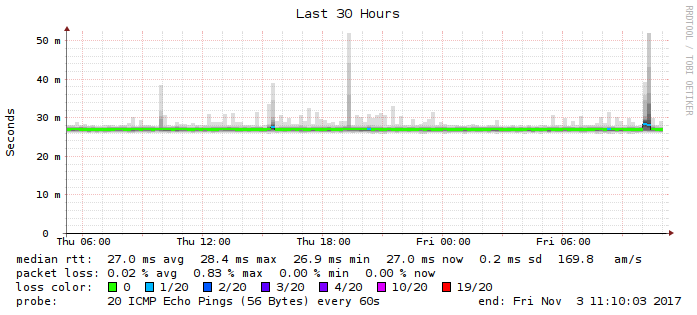 Last 30 Hours
RRDTOOL / TOBI OETIKER
Seconds
50 m
40 m
30 m
20 m
10 m
0
Thu 06:00 Thu 12:00 Thu 18:00 Fri 00:00 Fri 06:00
median rtt: 27.0 ms avg 28.4 ms max 26.9 ms min 27.0 ms now 0.2 ms sd 169.8 am/s
packet loss: 0.02 % avg 0.83 % max 0.00 % min 0.00 % now
loss color: 0 1/20 2/20 3/20 4/20 10/20 19/20
probe: 20 ICMP Echo Pings (56 Bytes) every 60s end: Fri Nov 3 11:10:03 2017